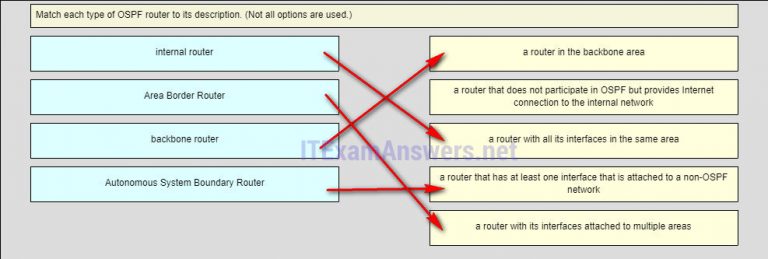 Match each type of OSPF router to its description. (Not all options are used.)
internal router
a router in the backbone area
Area Border Router
a router that does not participate in OSPF but provides Internet
connection to the internal network
backbone router
a router with all its interfaces in the same area
ITExamAnswers.net
Autonomous System Boundary Router
a router that has at least one interface that is attached to a non-OSPF
network
a router with its interfaces attached to multiple areas